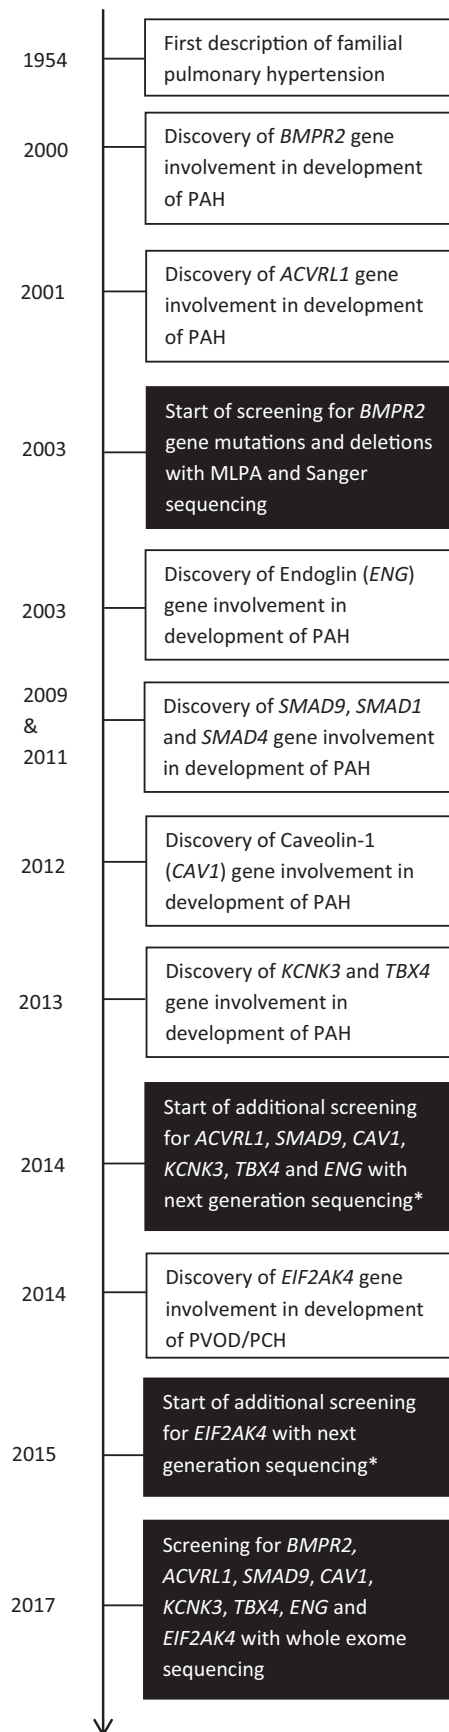 1954
First description of familial
pulmonary hypertension
2000
Discovery of BMPR2 gene
involvement in development
of PAH
2001
Discovery of ACVRL1 gene
involvement in development
of PAH
2003
Start of screening for BMPR2
gene mutations and deletions
with MLPA and Sanger
sequencing
2003
Discovery of Endoglin (ENG)
gene involvement in
development of PAH
2009
&
2011
Discovery of SMAD9, SMAD1
and SMAD4 gene involvement
in development of PAH
2012
Discovery of Caveolin-1
(CAV1) gene involvement in
development of PAH
2013
Discovery of KCNK3 and TBX4
gene involvement in
development of PAH
2014
Start of additional screening
for ACVRL1, SMAD9, CAV1,
KCNK3, TBX4 and ENG with
next generation sequencing*
2014
Discovery of EIF2AK4 gene
involvement in development
of PVOD/PCH
2015
Start of additional screening
for EIF2AK4 with next
generation sequencing*
2017
Screening for BMPR2,
ACVRL1, SMAD9, CAV1,
KCNK3, TBX4, ENG and
EIF2AK4 with whole exome
sequencing